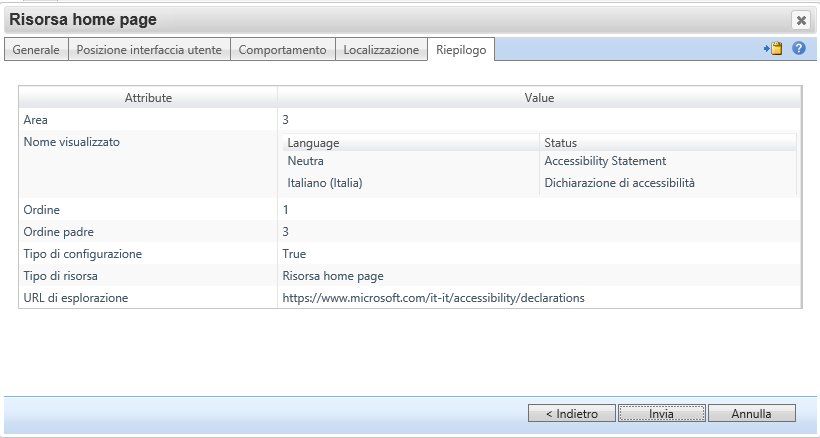 Risorsa home page
Generale Posizione interfaccia utente Comportamento Localizzazione Riepilogo
Attribute Value
Area 3
Nome visualizzato Language Status
Neutra Accessibility Statement
Italiano (Italia) Dichiarazione di accessibilità
Ordine 1
Ordine padre 3
Tipo di configurazione True
Tipo di risorsa Risorsa home page
URL di esplorazione https://www.microsoft.com/it-it/accessibility/declarations
< Indietro Invia Annulla